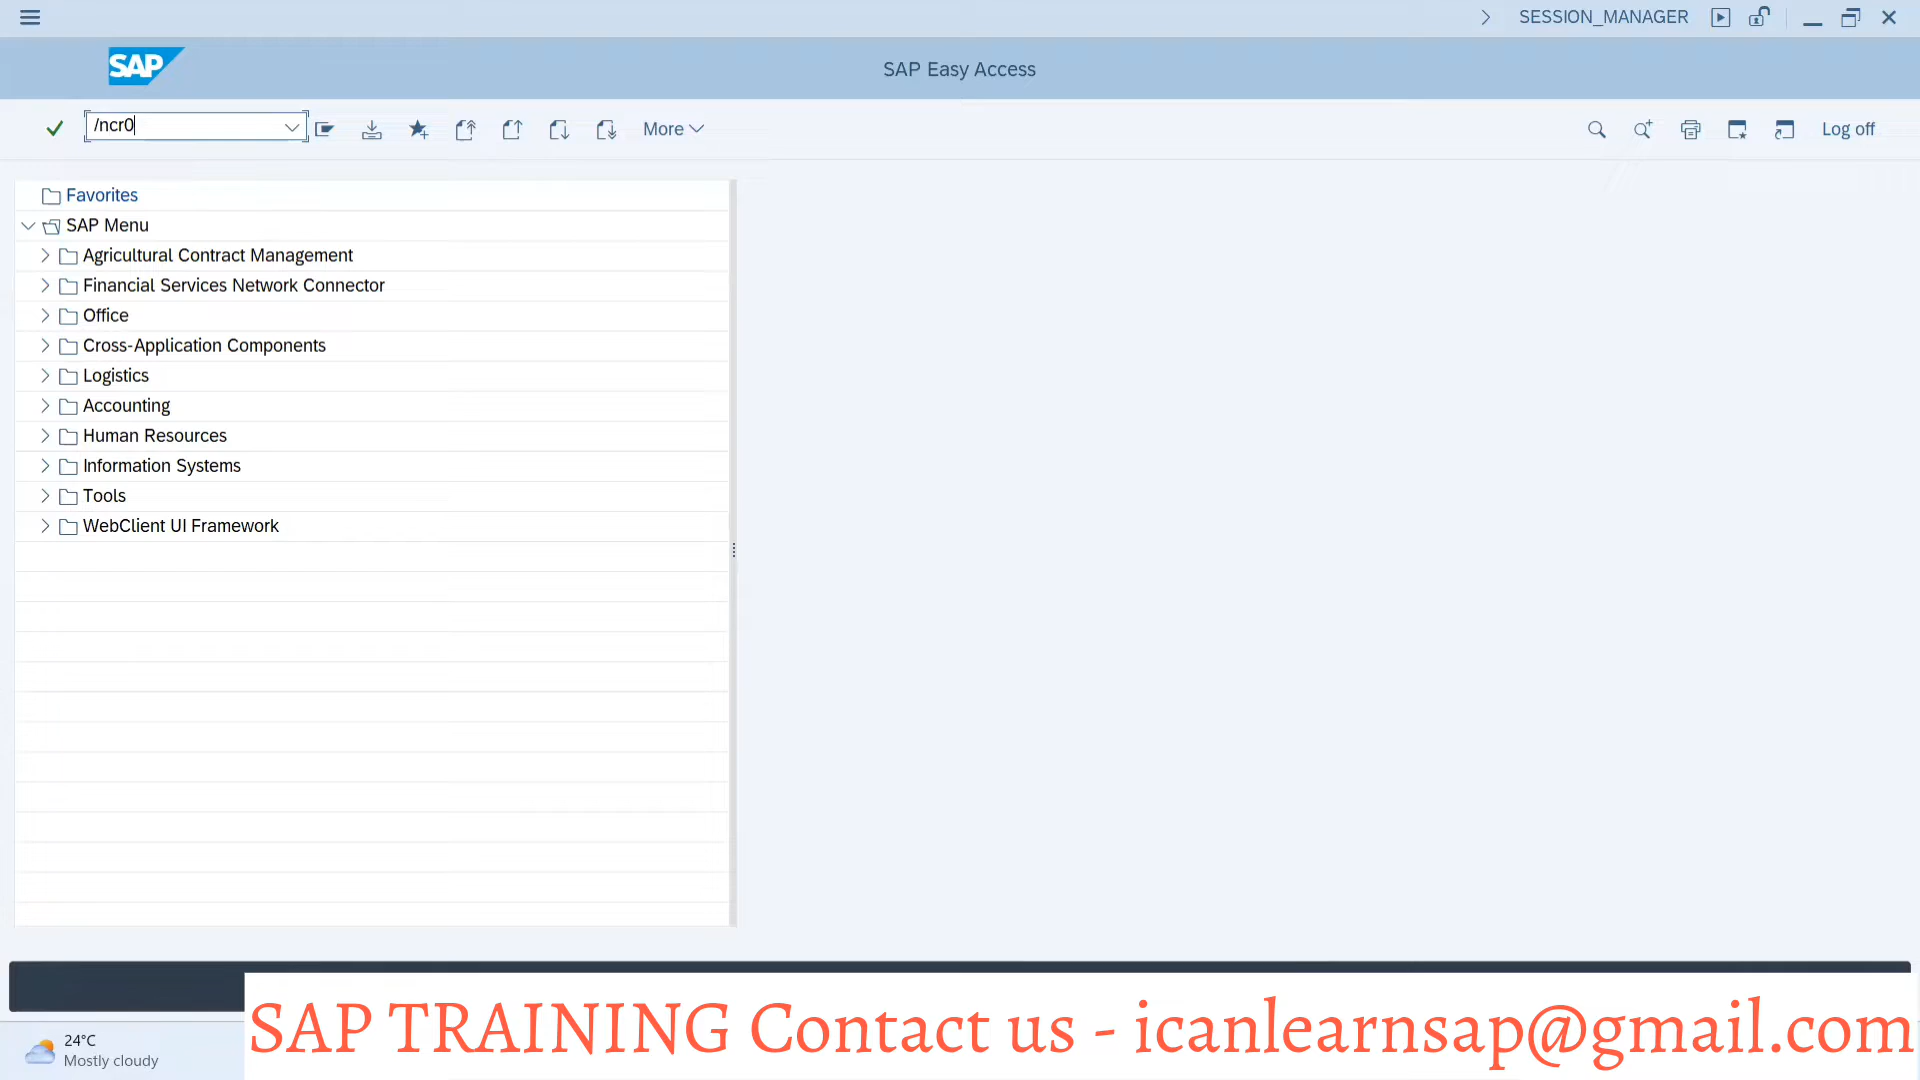 SESSION_MANAGER
SAP
SAP Easy Access
/ncr0
More
Log off
Favorites
SAP Menu
Agricultural Contract Management
Financial Services Network Connector
Office
Cross-Application Components
Logistics
Accounting
Human Resources
Information Systems
Tools
WebClient UI Framework
SAP TRAINING Contact us - icanlearnsap@gmail.com
24°C
Mostly cloudy